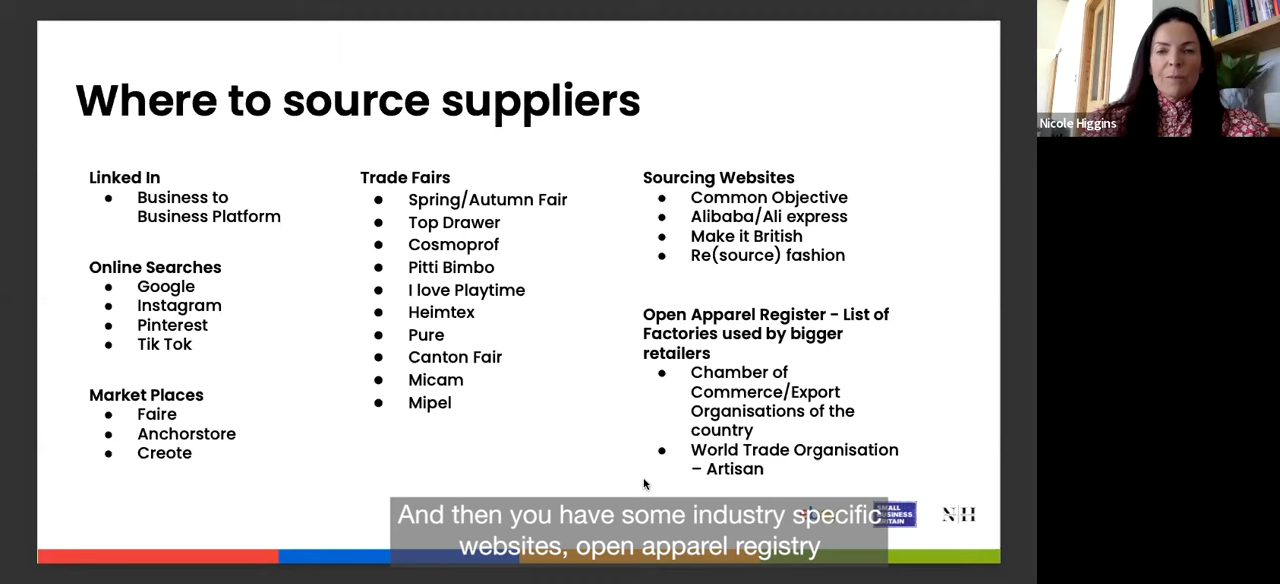 Where to source suppliers
Linked In
● Business to
Business Platform
Online Searches
● Google
● Instagram
● Pinterest
● Tik Tok
Market Places
● Faire
● Anchorstore
● Creote
Trade Fairs
● Spring/Autumn Fair
● Top Drawer
● Cosmoprof
● Pitti Bimbo
● I love Playtime
● Heimtex
● Pure
● Canton Fair
● Micam
● Mipel
Sourcing Websites
● Common Objective
● Alibaba/Ali express
● Make it British
● Re(source) fashion
Open Apparel Register - List of
Factories used by bigger
retailers
● Chamber of
Commerce/Export
Organisations of the
country
● World Trade Organisation
– Artisan
SMALL
BUSINESS
BRITAIN
NH
And then you have some industry specific
websites, open apparel registry
Nicole Higgins